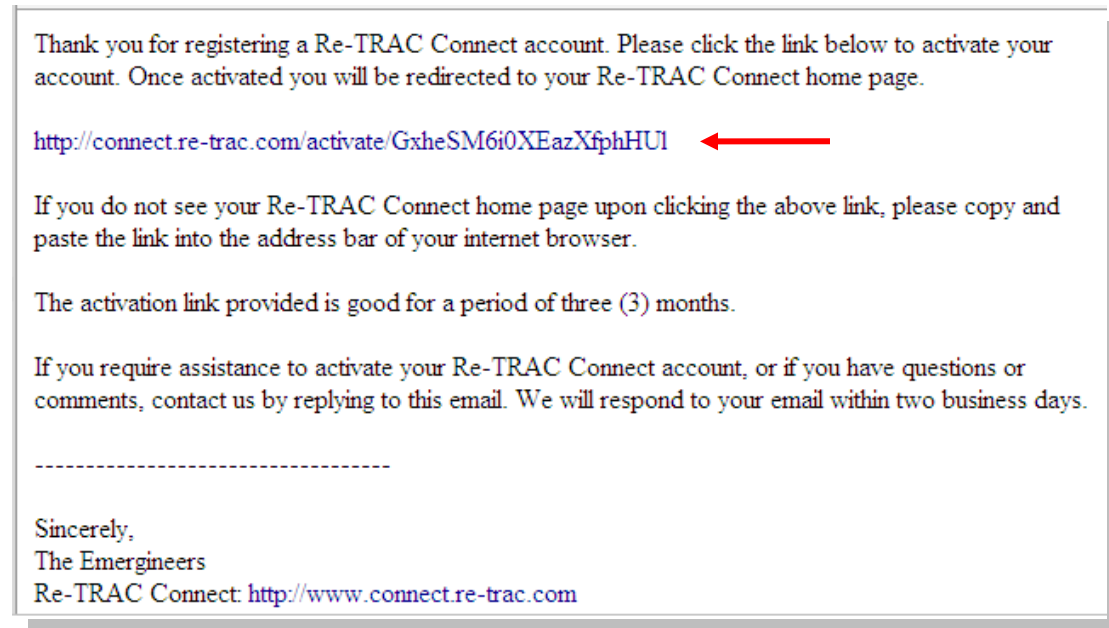 Thank you for registering a Re-TRAC Connect account. Please click the link below to activate your
account. Once activated you will be redirected to your Re-TRAC Connect home page.
http://connect.re-trac.com/activate/GxheSM6i0XEazXfphHUl
If you do not see your Re-TRAC Connect home page upon clicking the above link, please copy and
paste the link into the address bar of your internet browser.
The activation link provided is good for a period of three (3) months.
If you require assistance to activate your Re-TRAC Connect account, or if you have questions or
comments, contact us by replying to this email. We will respond to your email within two business days.
-----------------------------------
Sincerely,
The Emergineers
Re-TRAC Connect: http://www.connect.re-trac.com